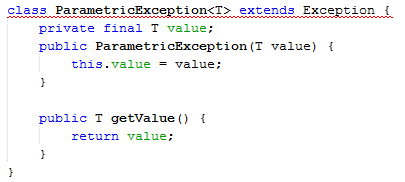 class ParametricException<T> extends Exception {
    private final T value;
    public ParametricException(T value) {
        this.value = value;
    }

    public T getValue() {
        return value;
    }
}